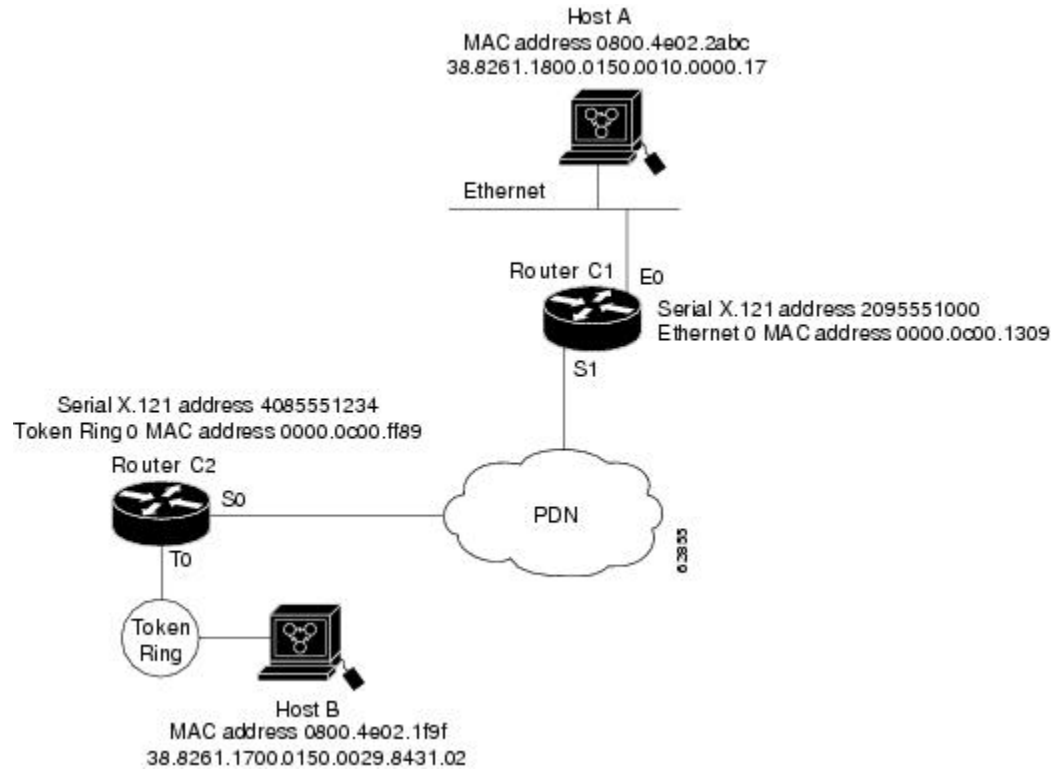 Host A
MAC address 0800.4e02.2abc
38.8261.1800.0150.0010.0000.17
Ethernet
Router C1
E0
Serial X.121 address 2095551000
Ethernet 0 MAC address 0000.0c00.1309
S1
Serial X.121 address 4085551234
Token Ring 0 MAC address 0000.0c00.ff89
Router C2
S0
PDN
62855
T0
Token
Ring
Host B
MAC address 0800.4e02.1f9f
38.8261.1700.0150.0029.8431.02